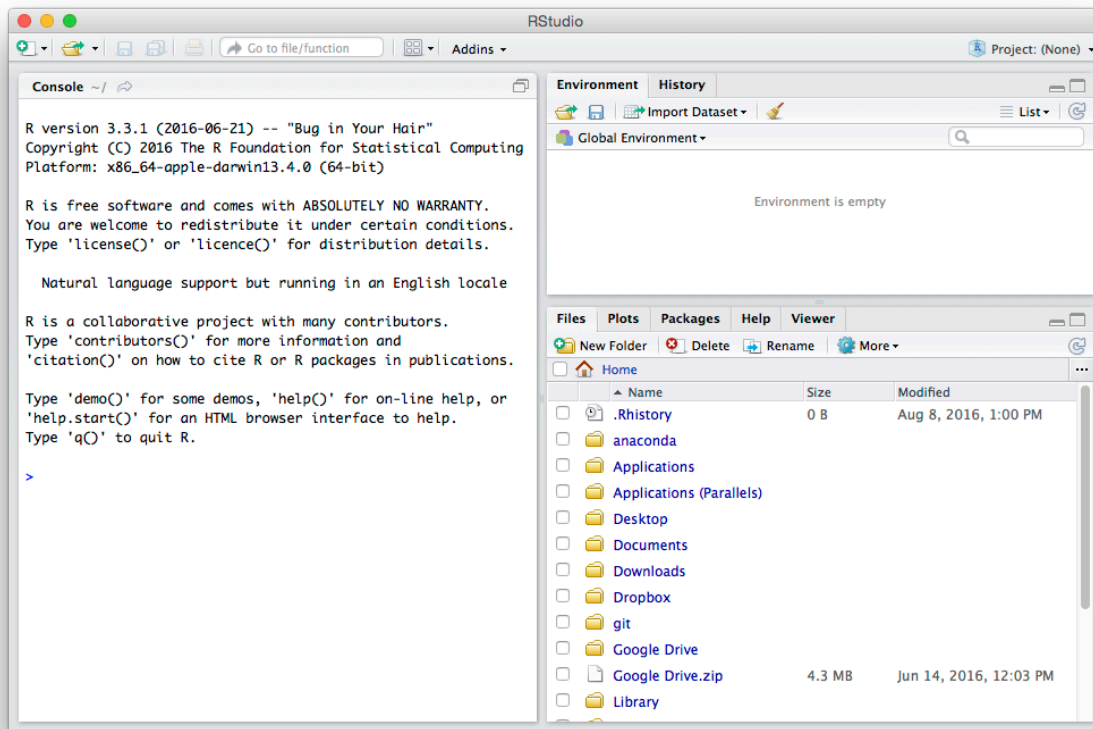 RStudio
Go to file/function
Addins
Project: (None)
Console ~/
R version 3.3.1 (2016-06-21) -- "Bug in Your Hair"
Copyright (C) 2016 The R Foundation for Statistical Computing
Platform: x86_64-apple-darwin13.4.0 (64-bit)
R is free software and comes with ABSOLUTELY NO WARRANTY.
You are welcome to redistribute it under certain conditions.
Type 'license()' or 'licence()' for distribution details.
Natural language support but running in an English locale
R is a collaborative project with many contributors.
Type 'contributors()' for more information and
'citation()' on how to cite R or R packages in publications.
Type 'demo()' for some demos, 'help()' for on-line help, or
'help.start()' for an HTML browser interface to help.
Type 'q()' to quit R.
>
Environment History
Import Dataset List
Global Environment
Environment is empty
Files Plots Packages Help Viewer
New Folder Delete Rename More
Home ...
Name Size Modified
.Rhistory 0 B Aug 8, 2016, 1:00 PM
anaconda
Applications
Applications (Parallels)
Desktop
Documents
Downloads
Dropbox
git
Google Drive
Google Drive.zip 4.3 MB Jun 14, 2016, 12:03 PM
Library